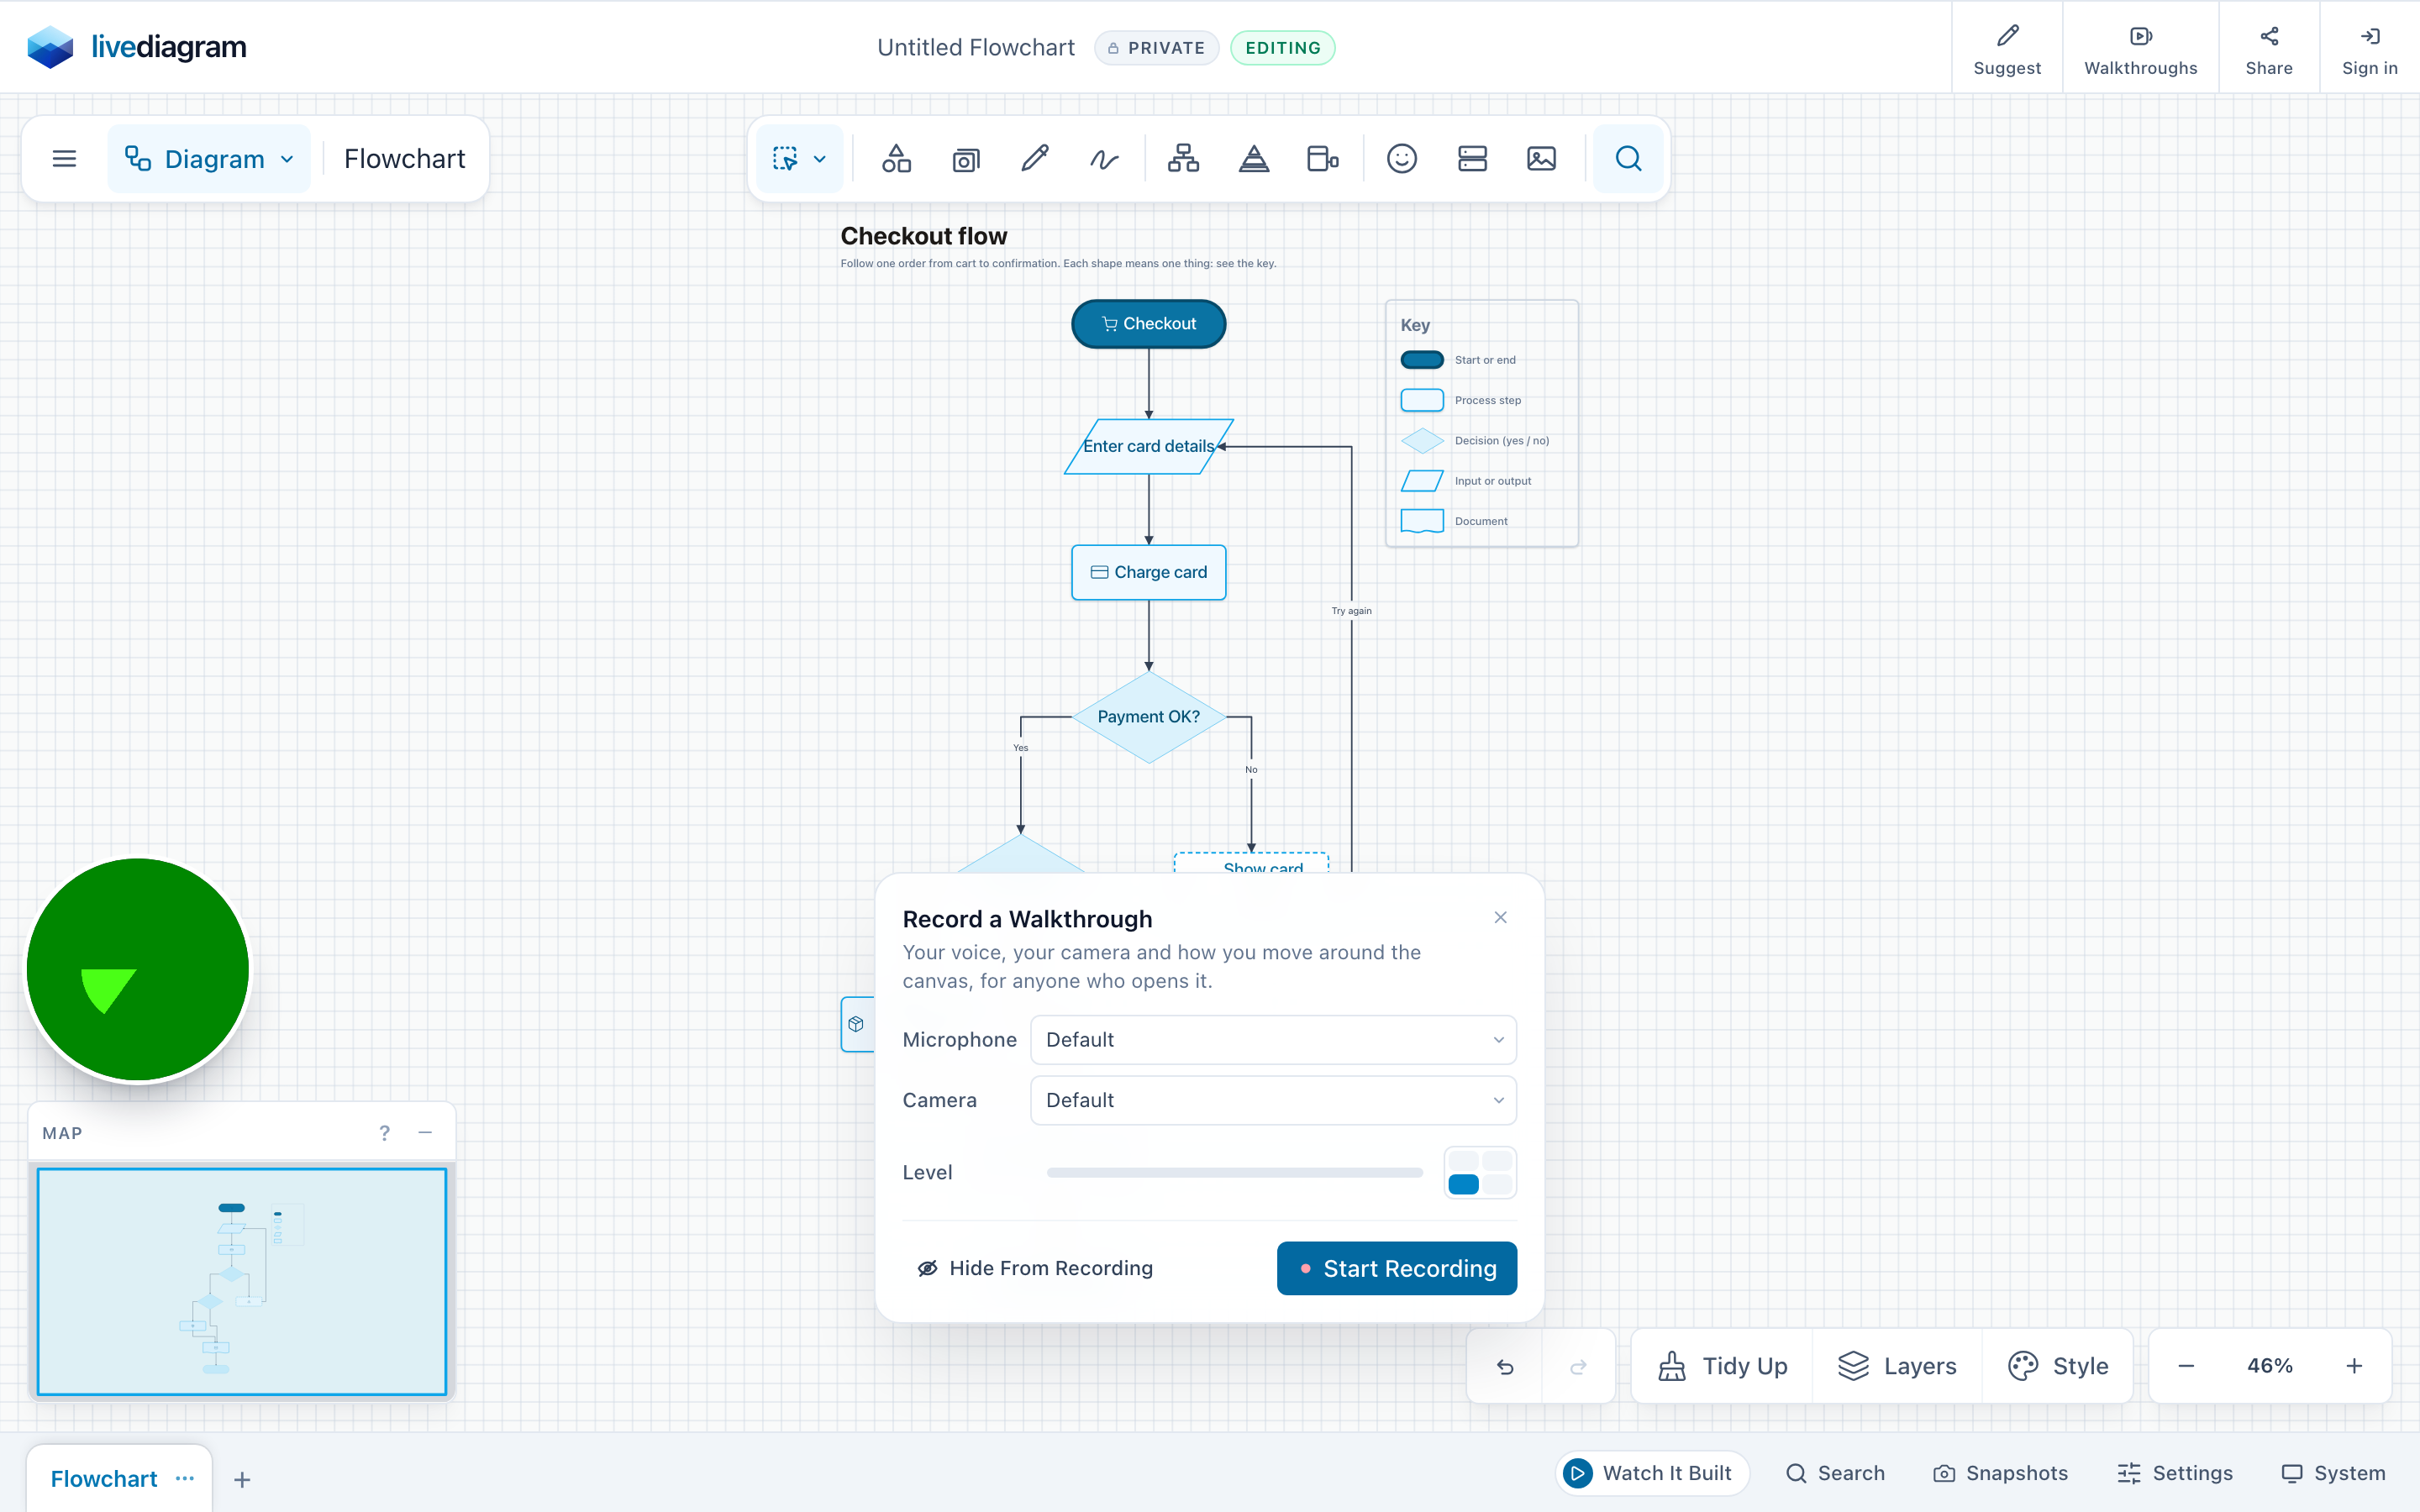 livediagram
Untitled Flowchart
PRIVATE
EDITING
Suggest
Walkthroughs
Share
Sign in
Diagram
Flowchart
Checkout flow
Follow one order from cart to confirmation. Each shape means one thing: see the key.
Checkout
Key
Start or end
Process step
Decision (yes / no)
Input or output
Document
Enter card details
Charge card
Try again
Payment OK?
Yes
No
Show card
Record a Walkthrough
Your voice, your camera and how you move around the
canvas, for anyone who opens it.
Microphone
Default
Camera
Default
Level
Hide From Recording
Start Recording
MAP
?
Tidy Up
Layers
Style
46%
Flowchart
Watch It Built
Search
Snapshots
Settings
System